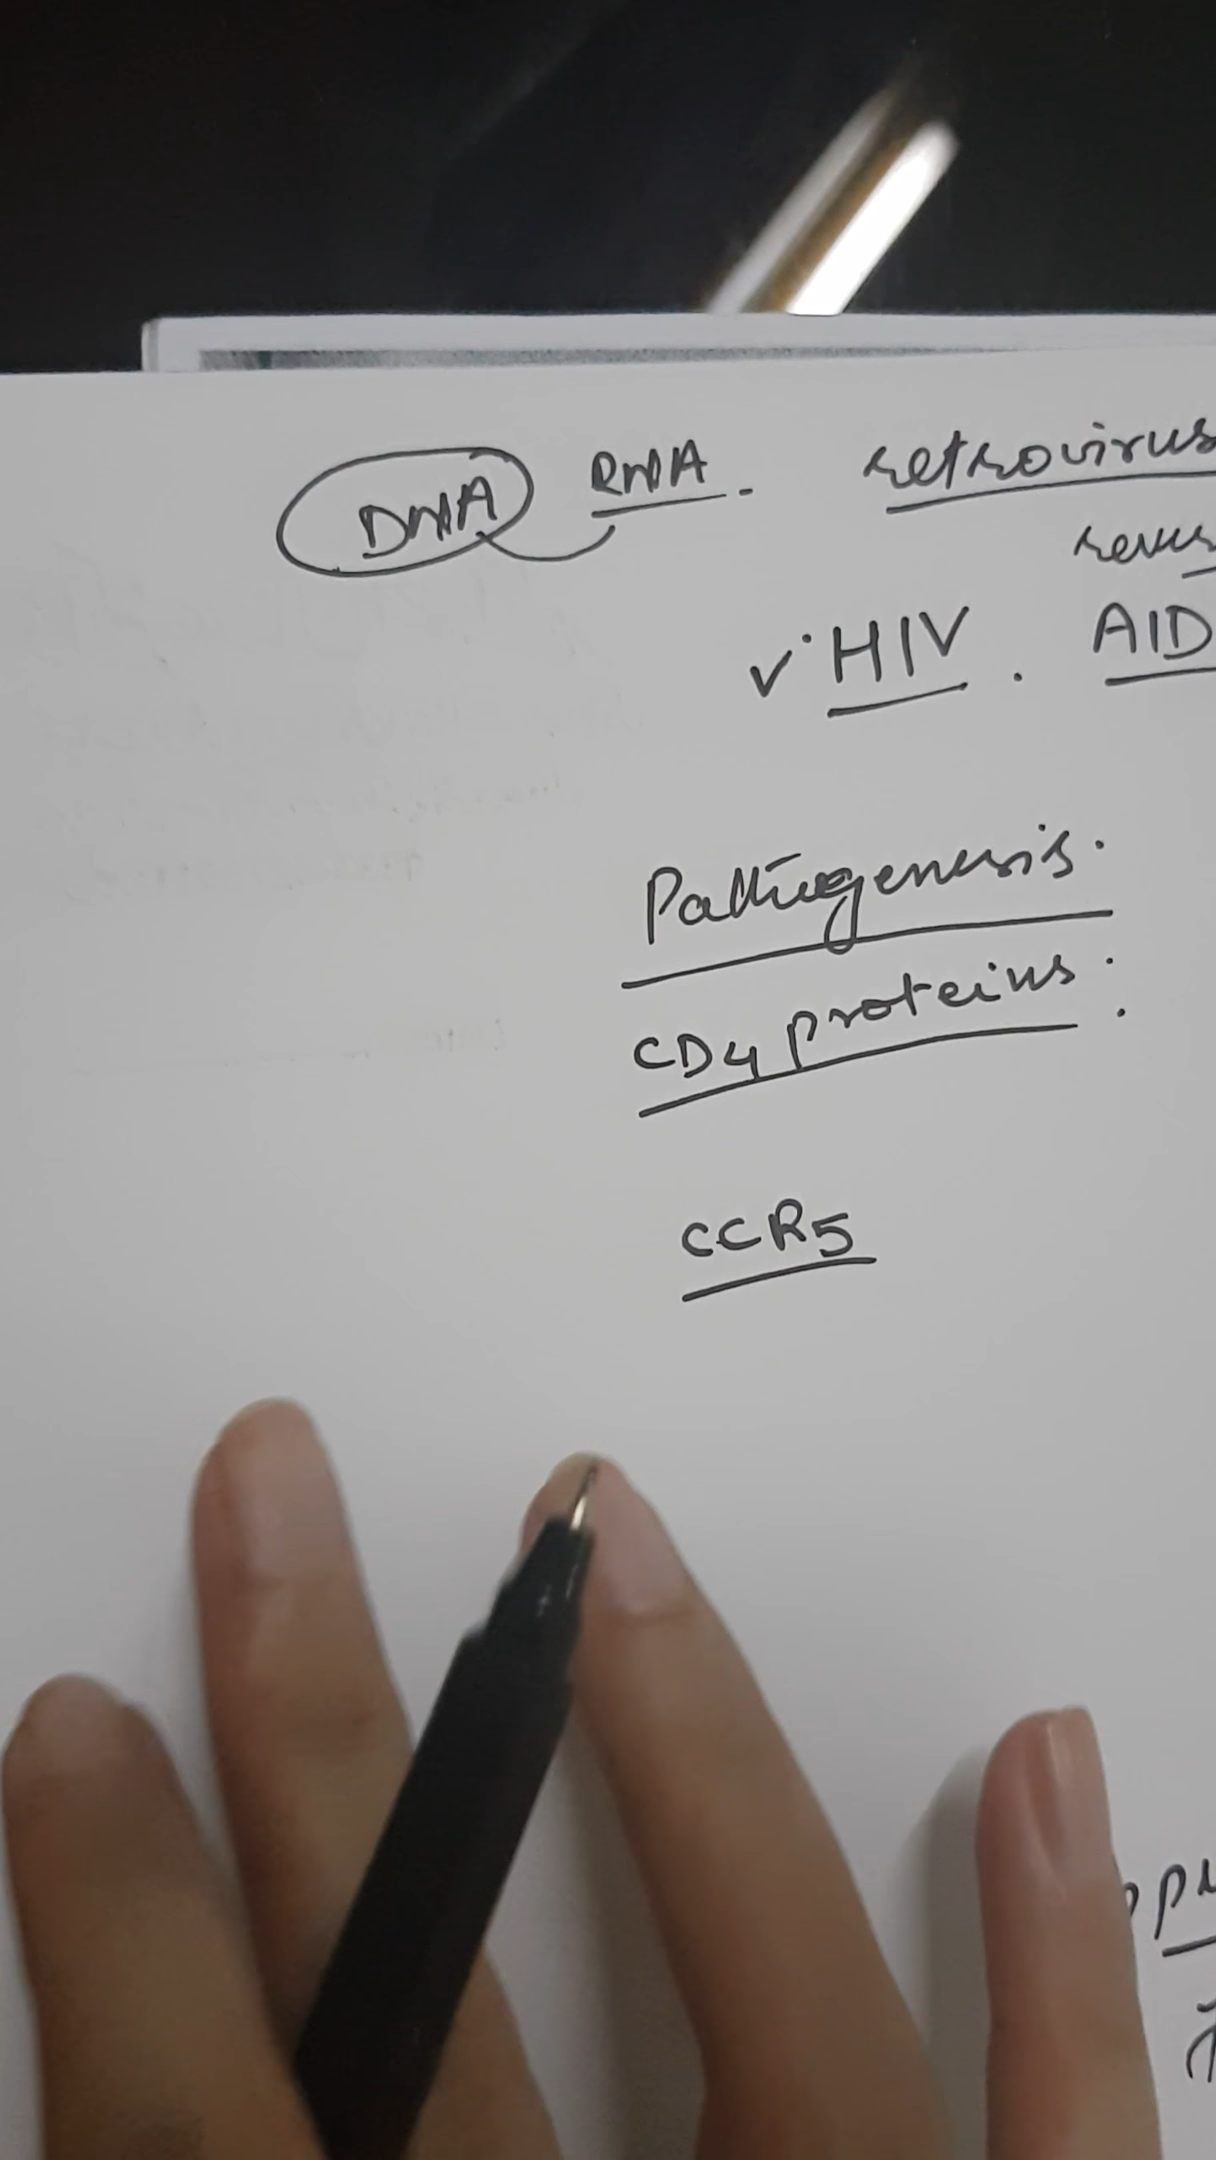 DNA RNA. retrovirus
✓ HIV. AID
Pathogenesis.
CD4 proteins.
CCR5